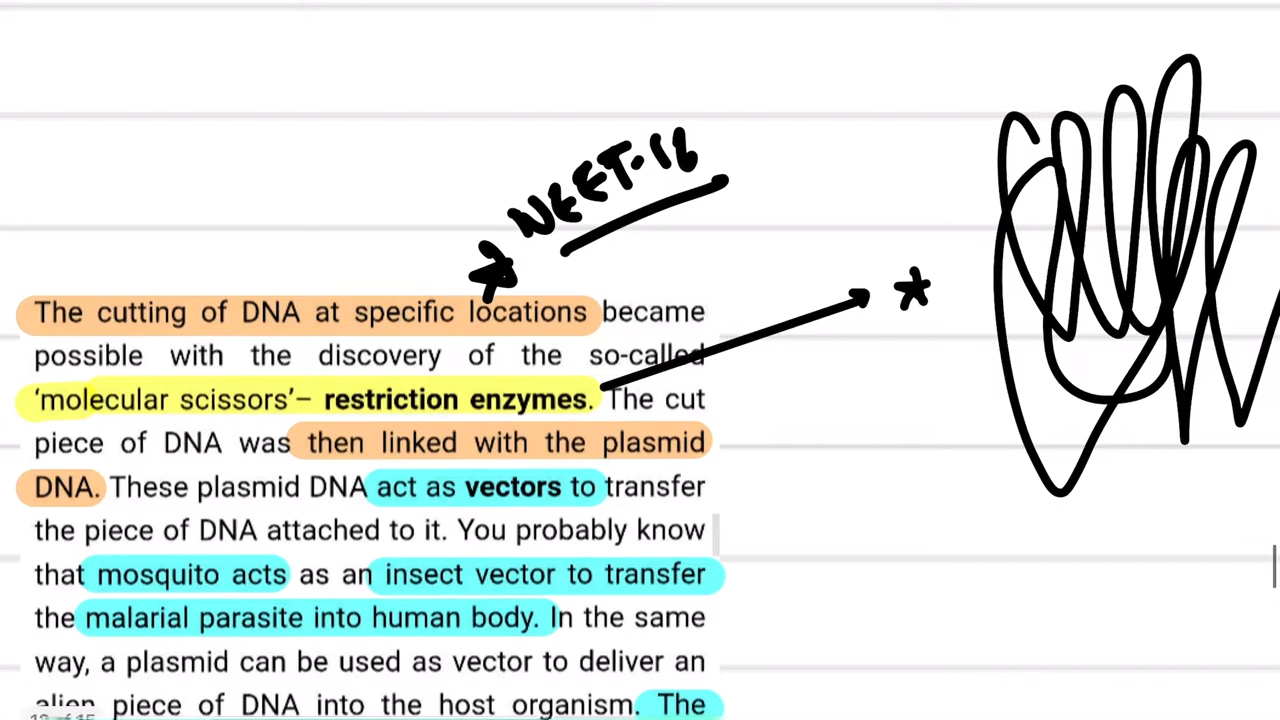 * NEET-18
The cutting of DNA at specific locations became
possible with the discovery of the so-called
‘molecular scissors’– restriction enzymes. The cut
piece of DNA was then linked with the plasmid
DNA. These plasmid DNA act as vectors to transfer
the piece of DNA attached to it. You probably know
that mosquito acts as an insect vector to transfer
the malarial parasite into human body. In the same
way, a plasmid can be used as vector to deliver an
alien piece of DNA into the host organism. The